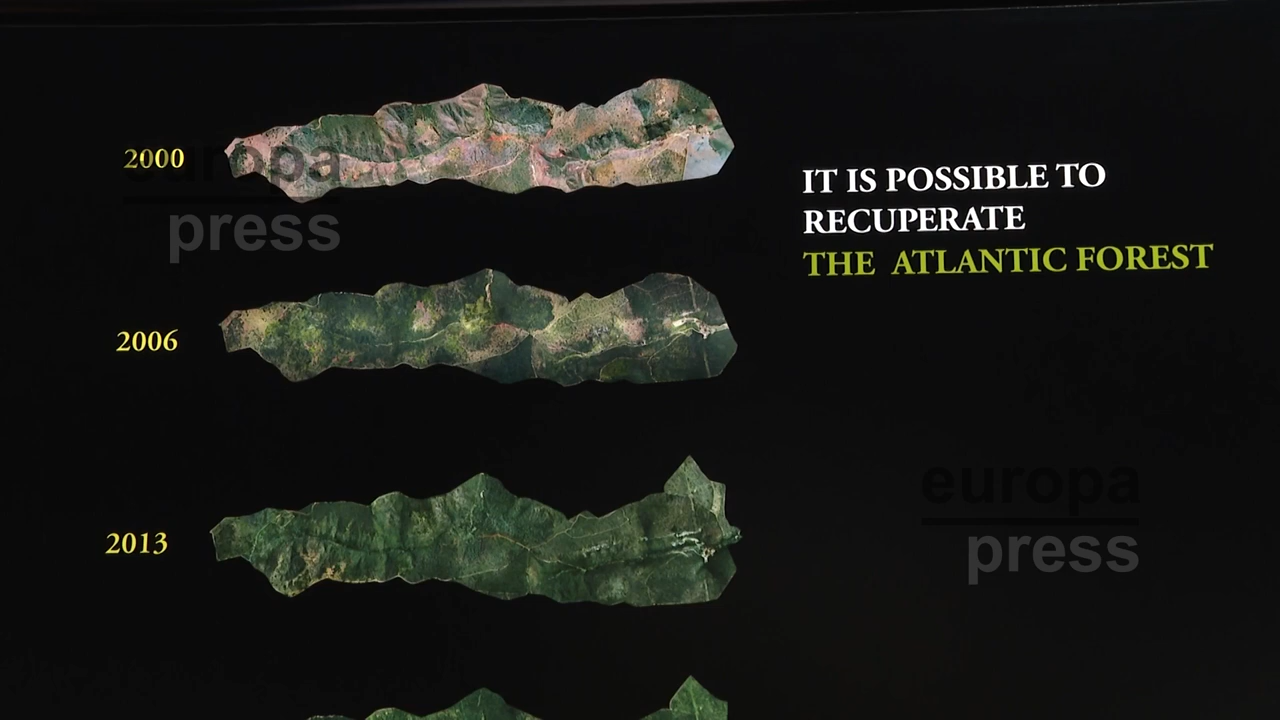 2000
europa
press
IT IS POSSIBLE TO
RECUPERATE
THE ATLANTIC FOREST
2006
europa
press
2013